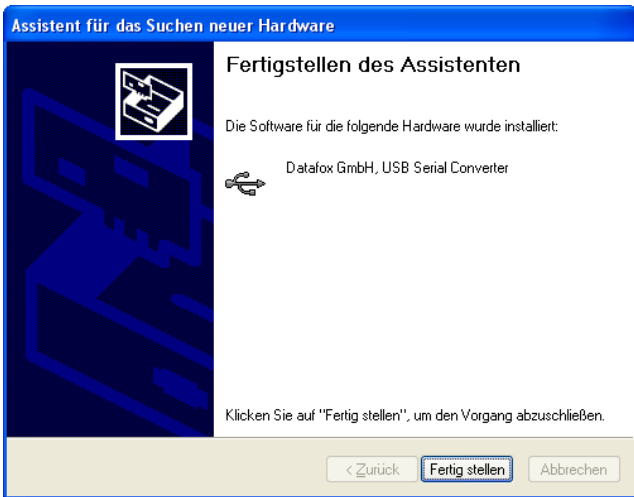 Assistent für das Suchen neuer Hardware
Fertigstellen des Assistenten
Die Software für die folgende Hardware wurde installiert:
Datafox GmbH, USB Serial Converter
Klicken Sie auf "Fertig stellen", um den Vorgang abzuschließen.
< Zurück Fertig stellen Abbrechen